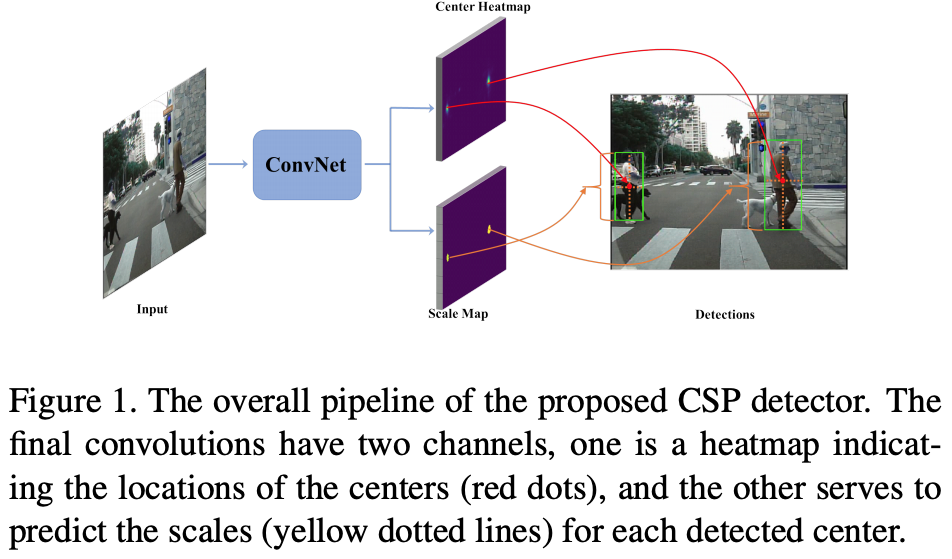 Center Heatmap
ConvNet
Input
Scale Map
Detections
Figure 1. The overall pipeline of the proposed CSP detector. The
final convolutions have two channels, one is a heatmap indicat-
ing the locations of the centers (red dots), and the other serves to
predict the scales (yellow dotted lines) for each detected center.